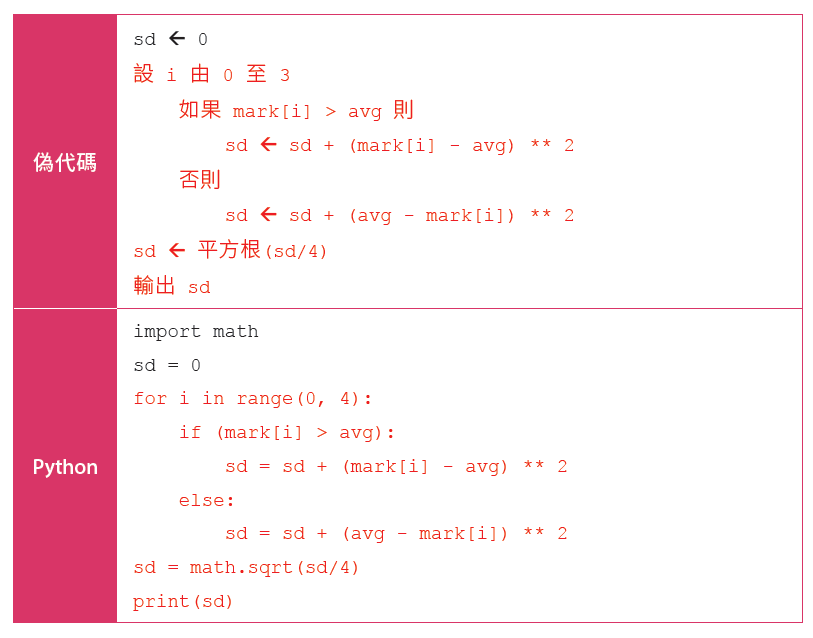 偽代碼
sd ← 0
設 i 由 0 至 3
    如果 mark[i] > avg 則
        sd ← sd + (mark[i] - avg) ** 2
    否則
        sd ← sd + (avg - mark[i]) ** 2
sd ← 平方根(sd/4)
輸出 sd
Python
import math
sd = 0
for i in range(0, 4):
    if (mark[i] > avg):
        sd = sd + (mark[i] - avg) ** 2
    else:
        sd = sd + (avg - mark[i]) ** 2
sd = math.sqrt(sd/4)
print(sd)